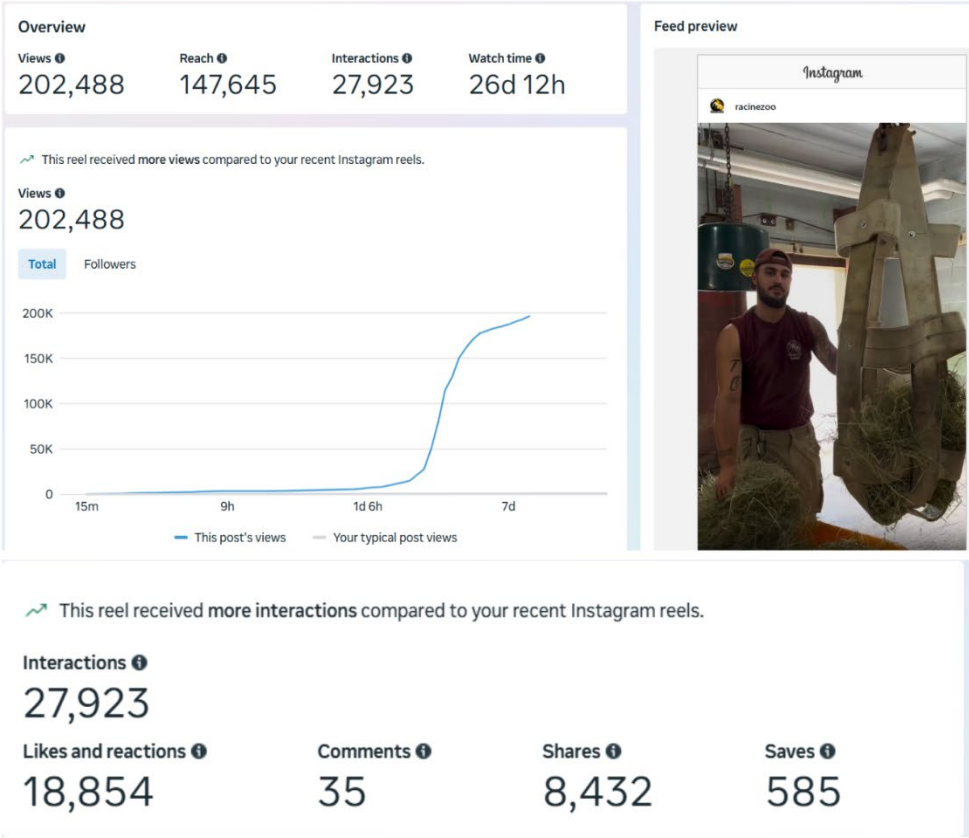 Overview
Views Reach Interactions Watch time
202,488 147,645 27,923 26d 12h
This reel received more views compared to your recent Instagram reels.
Views
202,488
Total Followers
200K
150K
100K
50K
0
15m 9h 1d 6h 7d
This post's views Your typical post views
Feed preview
Instagram
racinezoo
This reel received more interactions compared to your recent Instagram reels.
Interactions
27,923
Likes and reactions Comments Shares Saves
18,854 35 8,432 585